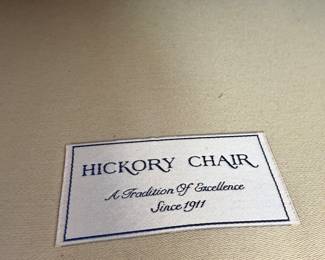 HICKORY CHAIR
A Tradition Of Excellence
Since 1911